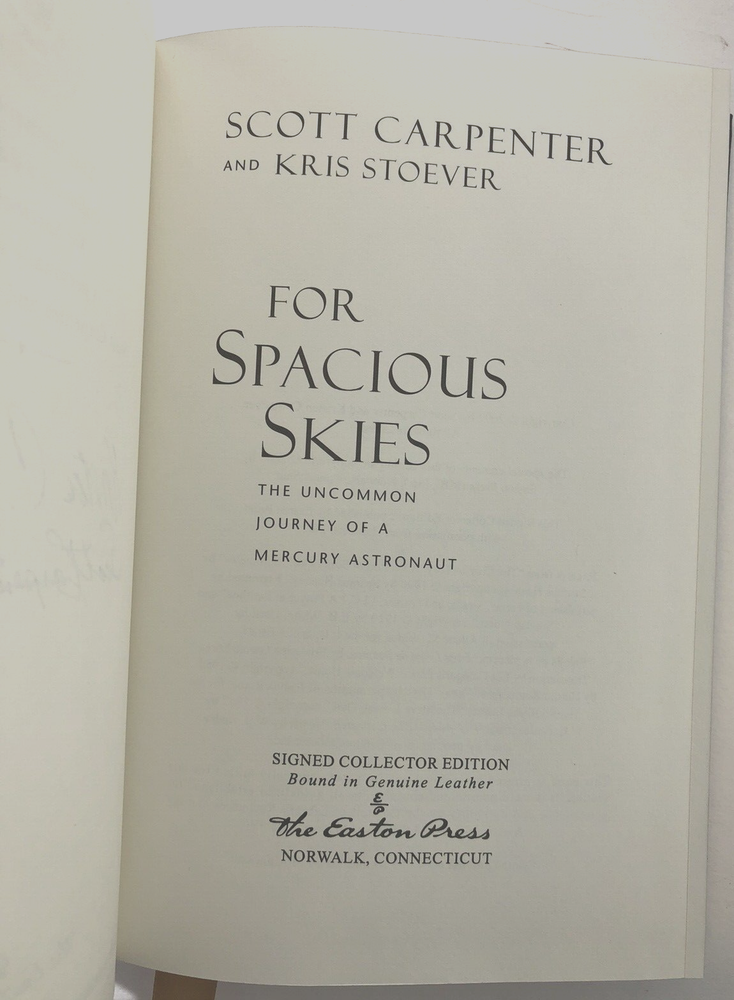 SCOTT CARPENTER
AND KRIS STOEVER
FOR
SPACIOUS
SKIES
THE UNCOMMON
JOURNEY OF A
MERCURY ASTRONAUT
SIGNED COLLECTOR EDITION
Bound in Genuine Leather
E/P
The Easton Press
NORWALK, CONNECTICUT